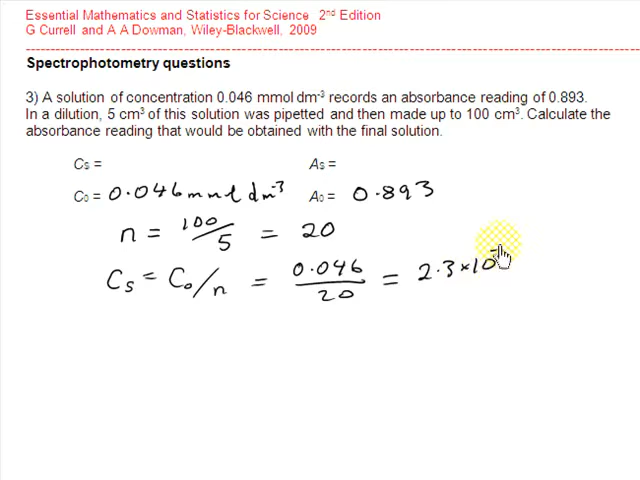 Essential Mathematics and Statistics for Science 2nd Edition
G Currell and A A Dowman, Wiley-Blackwell, 2009
Spectrophotometry questions
3) A solution of concentration 0.046 mmol dm-3 records an absorbance reading of 0.893.
In a dilution, 5 cm3 of this solution was pipetted and then made up to 100 cm3. Calculate the
absorbance reading that would be obtained with the final solution.
Cs = As =
C0 = 0.046 mmol dm-3 A0 = 0.893
n = 100/5 = 20
Cs = C0/n = 0.046/20 = 2.3×10-